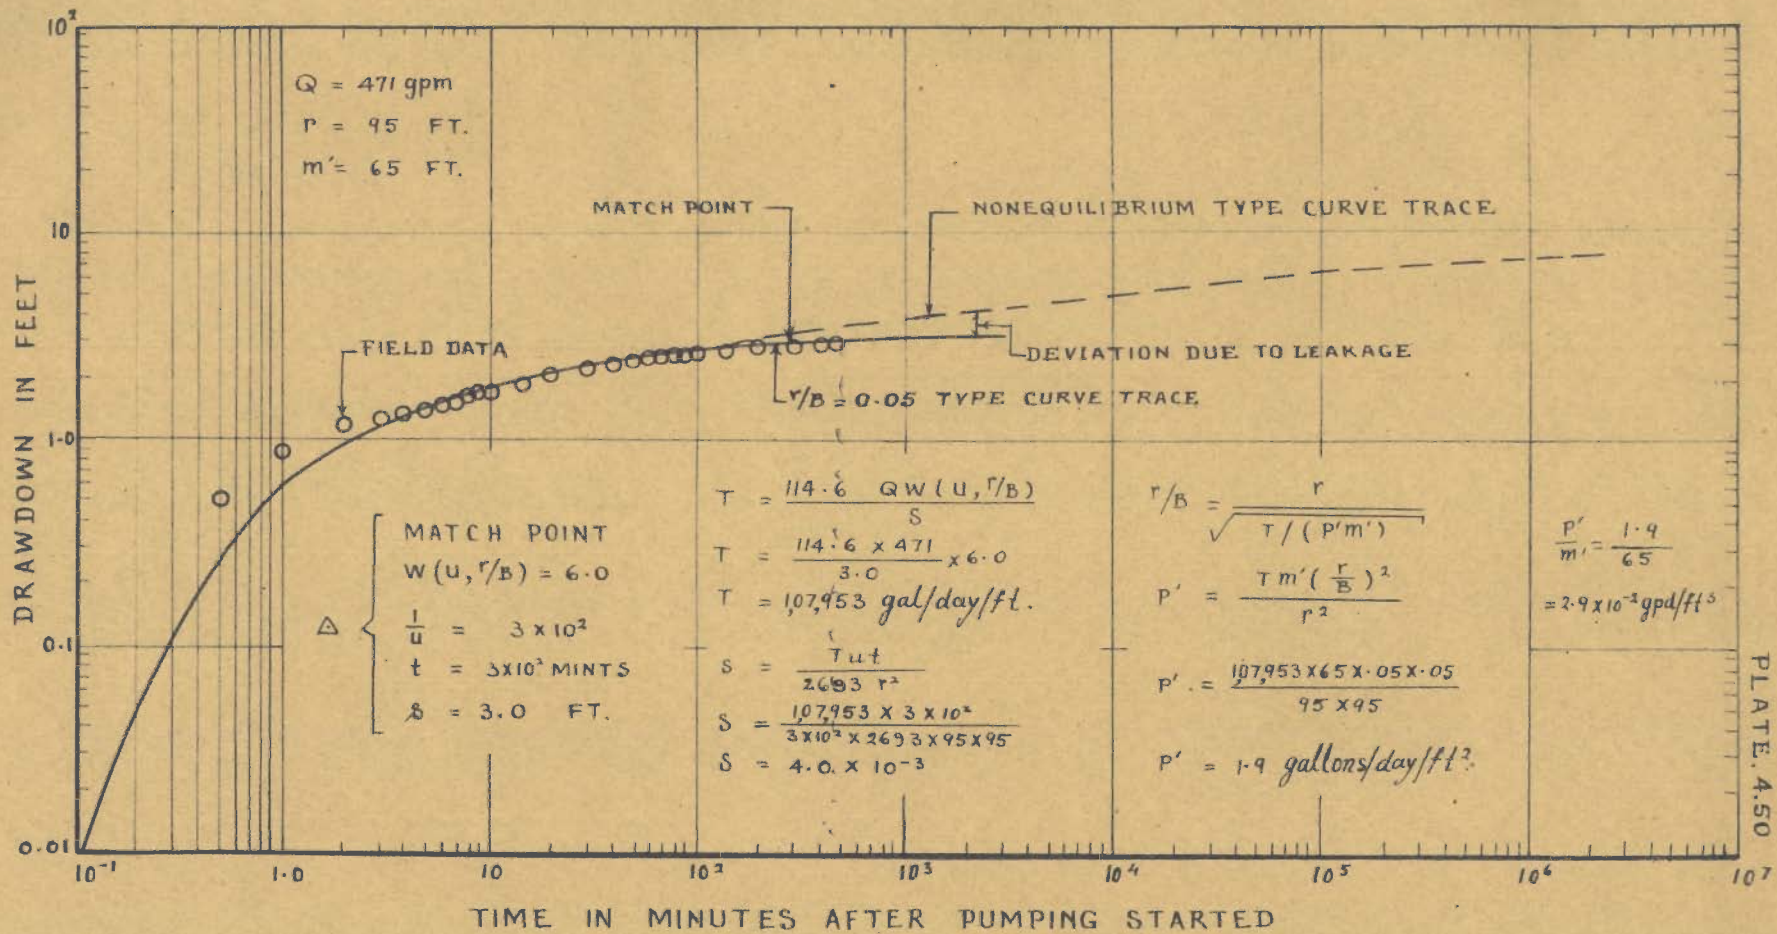 10²
10
1.0
0.1
0.01
DRAWDOWN IN FEET
Q = 471 gpm
r = 95 FT.
m' = 65 FT.
MATCH POINT
NONEQUILIBRIUM TYPE CURVE TRACE
FIELD DATA
DEVIATION DUE TO LEAKAGE
r/B = 0.05 TYPE CURVE TRACE
MATCH POINT
W(u, r/B) = 6.0
1/u = 3 x 10²
t = 3x10² MINTS
s = 3.0 FT.
T = 114.6 QW(u, r/B) / S
T = 114.6 x 471 / 3.0 x 6.0
T = 1,07,953 gal/day/ft.
S = Tut / 2693 r²
S = 1,07,953 x 3 x 10² / 3x10² x 2693 x 95 x 95
S = 4.0 x 10⁻³
r/B = r / √T/(P'm')
P' = Tm'(r/B)² / r²
P' = 1,07,953 x 65 x .05 x .05 / 95 x 95
P' = 1.9 gallons/day/ft².
P'/m' = 1.9/65
= 2.9 x 10⁻² gpd/ft³
10⁻¹ 1.0 10 10² 10³ 10⁴ 10⁵ 10⁶ 10⁷
TIME IN MINUTES AFTER PUMPING STARTED
PLATE. 4.50